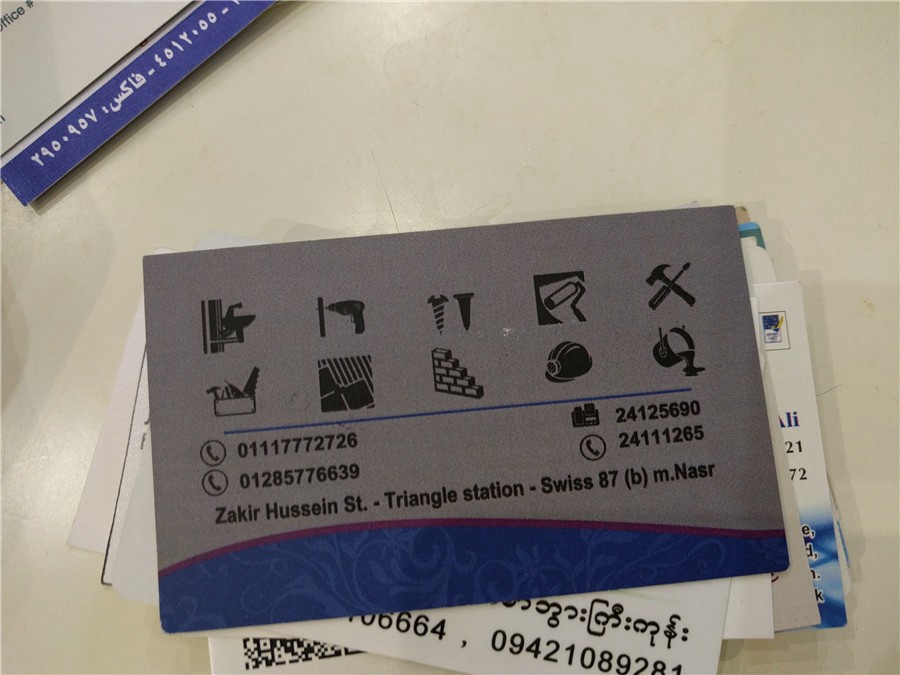 office #
٤٥١٢٠٥٥ - فاكس: ٢٩٥٠٩٥٧
24125690
01117772726
24111265
01285776639
Zakir Hussein St. - Triangle station - Swiss 87 (b) m.Nasr
Ali
21
72
e,
d,
k
06664 , 09421089281